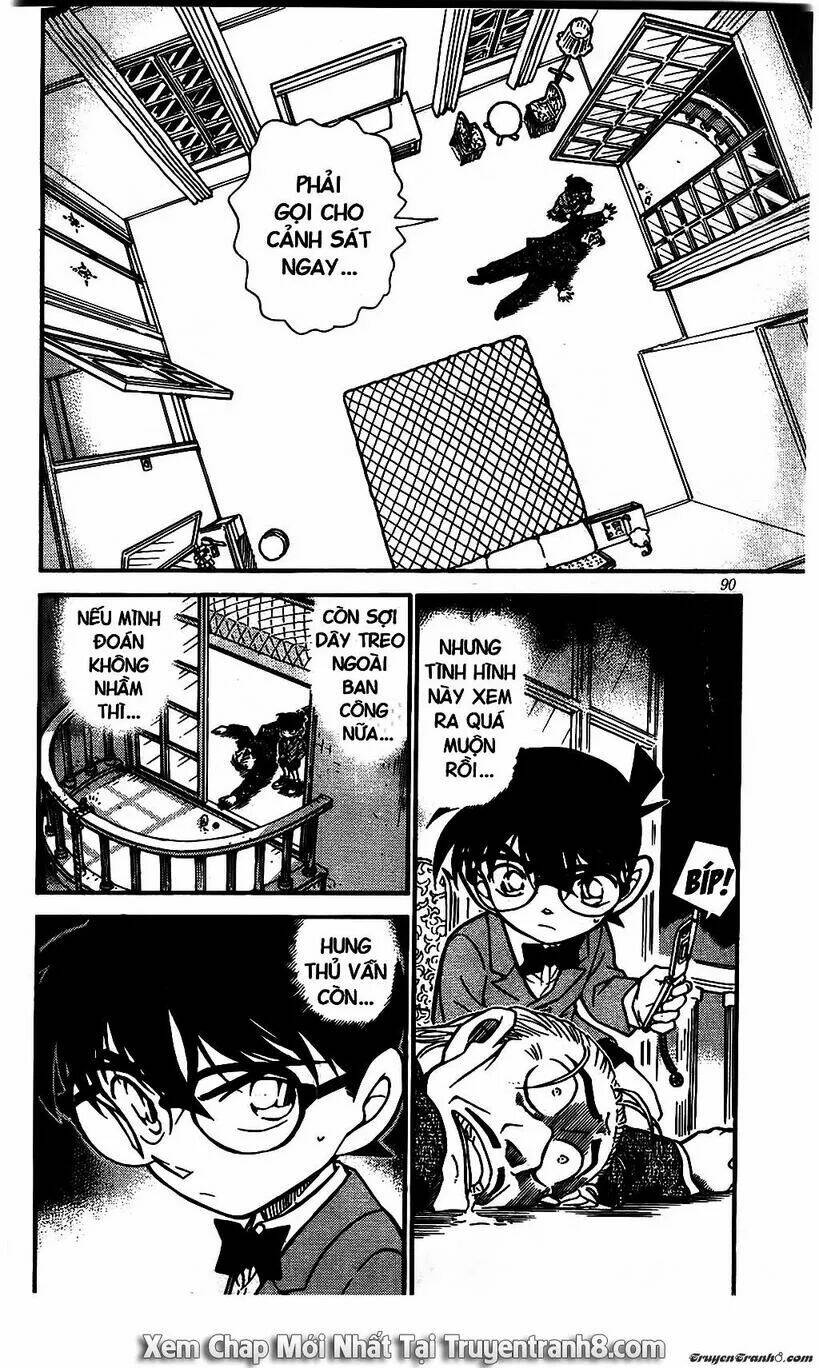 PHẢI
GỌI CHO
CẢNH SÁT
NGAY...
90
NHƯNG
TÌNH HÌNH
NÀY XEM
RA QUÁ
MUỘN
RỒI...
BÍP!
CÒN SỢI
DÂY TREO
NGOÀI
BAN
CÔNG
NỮA...
NẾU MÌNH
ĐOÁN
KHÔNG
NHẦM
THÌ...
HUNG
THỦ VẪN
CÒN...
Xem Chap Mới Nhất Tại Truyentranh8.com
TruyenTranh8.com